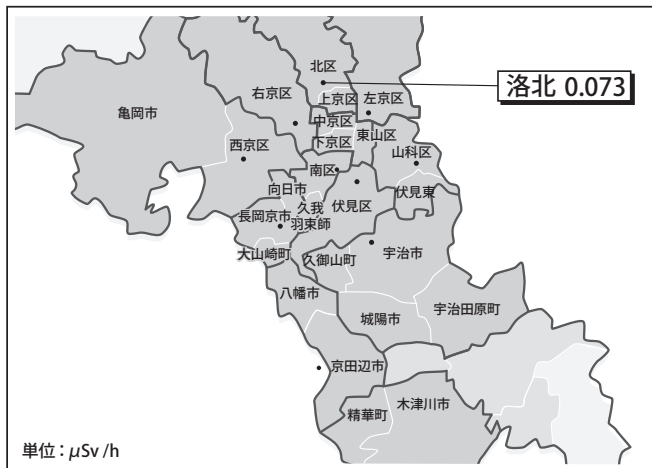 北区
洛北 0.073
右京区
上京区
左京区
亀岡市
中京区
東山区
下京区
西京区
山科区
南区
向日市
伏見東
久我
羽束師
伏見区
長岡京市
大山崎町
久御山町
宇治市
八幡市
宇治田原町
城陽市
京田辺市
木津川市
精華町
単位：μSv /h